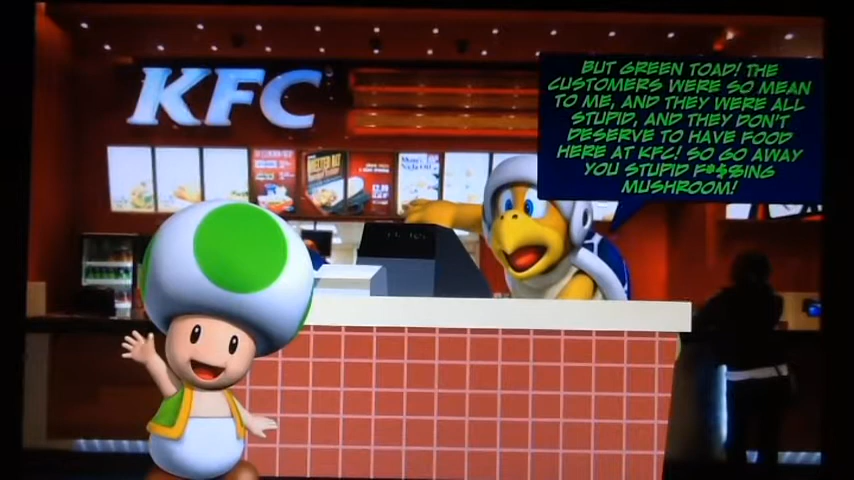 KFC
BUT GREEN TOAD! THE
CUSTOMERS WERE SO MEAN
TO ME, AND THEY WERE ALL
STUPID, AND THEY DON'T
DESERVE TO HAVE FOOD
HERE AT KFC! SO GO AWAY
YOU STUPID F*$$ING
MUSHROOM!